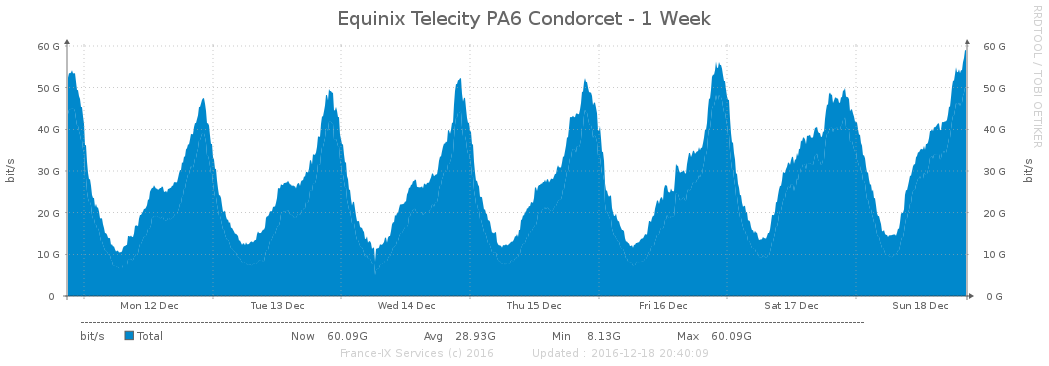 Equinix Telecity PA6 Condorcet - 1 Week
RRDTOOL / TOBI OETIKER
60 G 60 G
50 G 50 G
40 G 40 G
30 G 30 G
20 G 20 G
10 G 10 G
0 0 G
bit/s bit/s
Mon 12 Dec Tue 13 Dec Wed 14 Dec Thu 15 Dec Fri 16 Dec Sat 17 Dec Sun 18 Dec
bit/s Total Now 60.09G Avg 28.93G Min 8.13G Max 60.09G
France-IX Services (c) 2016 Updated : 2016-12-18 20:40:09